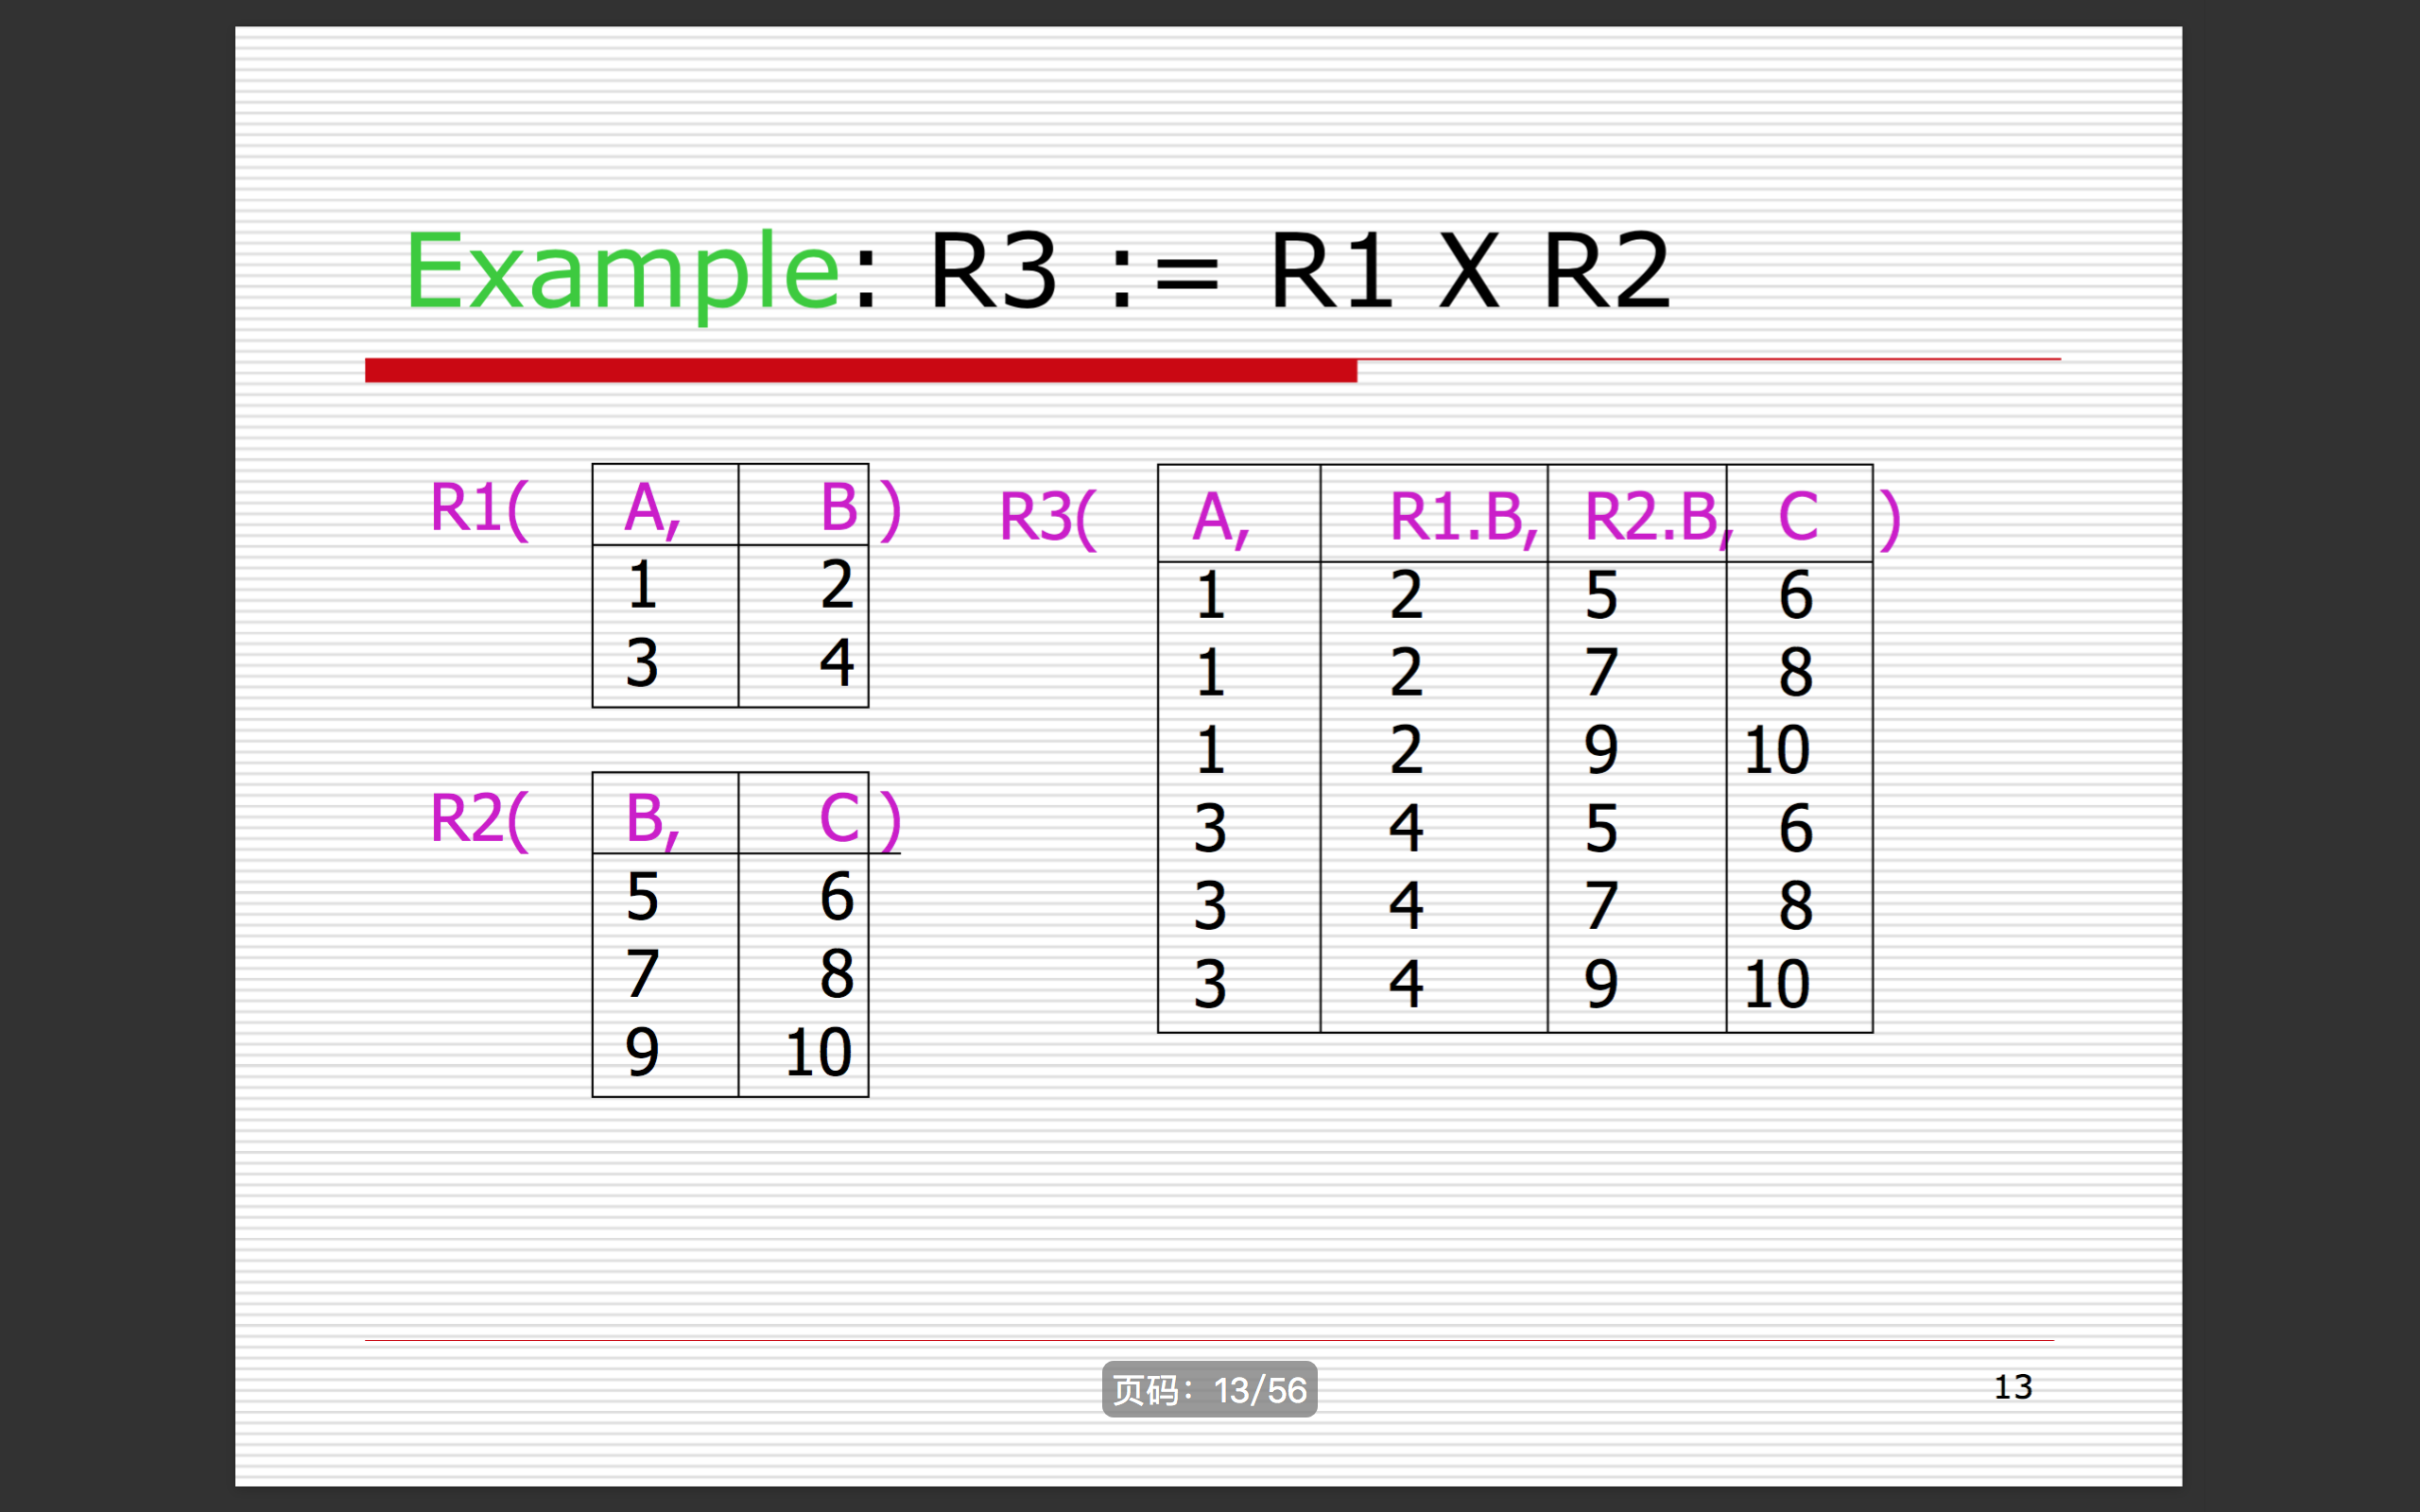 Example: R3 := R1 X R2
R1( A, B )
1 2
3 4
R2( B, C )
5 6
7 8
9 10
R3( A, R1.B, R2.B, C )
1 2 5 6
1 2 7 8
1 2 9 10
3 4 5 6
3 4 7 8
3 4 9 10
页码：13/56
13